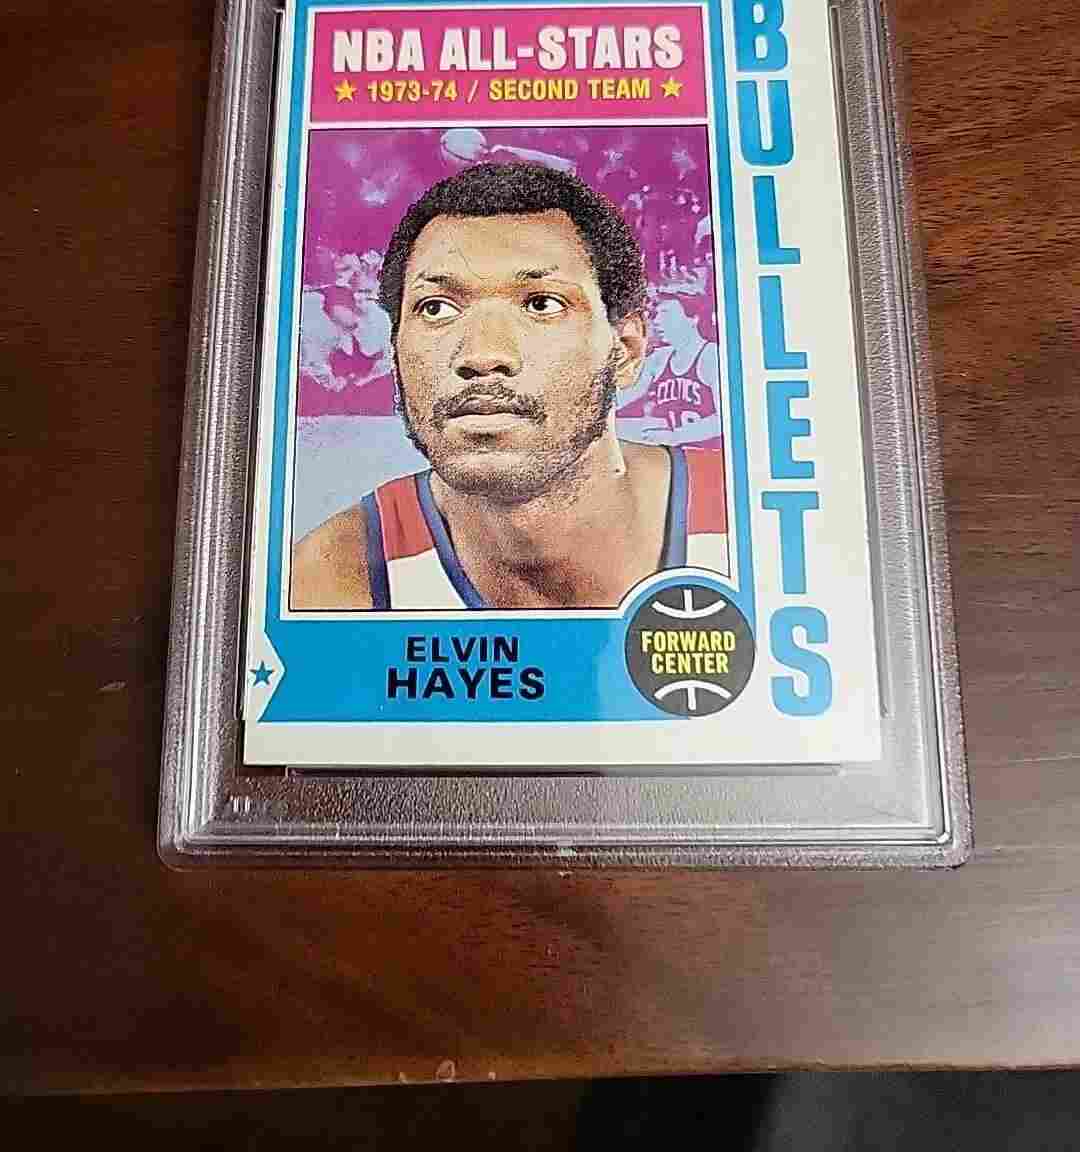 NBA ALL-STARS
★ 1973-74 / SECOND TEAM ★
BULLETS
CELTICS
ELVIN
HAYES
FORWARD
CENTER